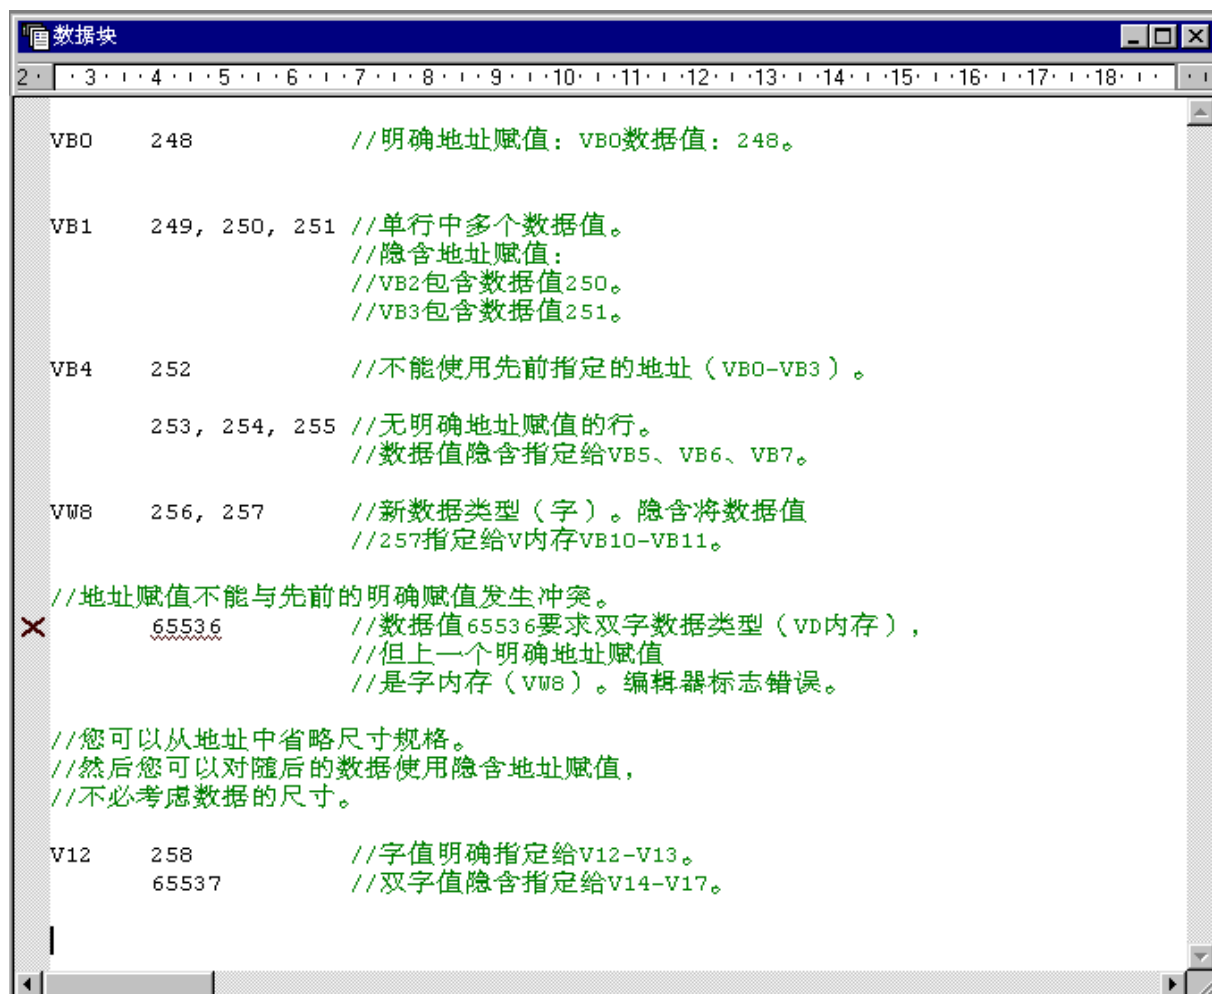 数据块
2 · · 3 · ı · 4 · ı · 5 · ı · 6 · ı · 7 · ı · 8 · ı · 9 · ı · 10 · ı · 11 · ı · 12 · ı · 13 · ı · 14 · ı · 15 · ı · 16 · ı · 17 · ı · 18 · ı ·
VB0 248 //明确地址赋值: VB0数据值: 248。
VB1 249, 250, 251 //单行中多个数据值。
//隐含地址赋值:
//VB2包含数据值250。
//VB3包含数据值251。
VB4 252 //不能使用先前指定的地址(VB0-VB3)。
253, 254, 255 //无明确地址赋值的行。
//数据值隐含指定给VB5、VB6、VB7。
VW8 256, 257 //新数据类型(字)。隐含将数据值
//257指定给V内存VB10-VB11。
//地址赋值不能与先前的明确赋值发生冲突。
65536 //数据值65536要求双字数据类型(VD内存),
//但上一个明确地址赋值
//是字内存(VW8)。编辑器标志错误。
//您可以从地址中省略尺寸规格。
//然后您可以对随后的数据使用隐含地址赋值,
//不必考虑数据的尺寸。
V12 258 //字值明确指定给V12-V13。
65537 //双字值隐含指定给V14-V17。